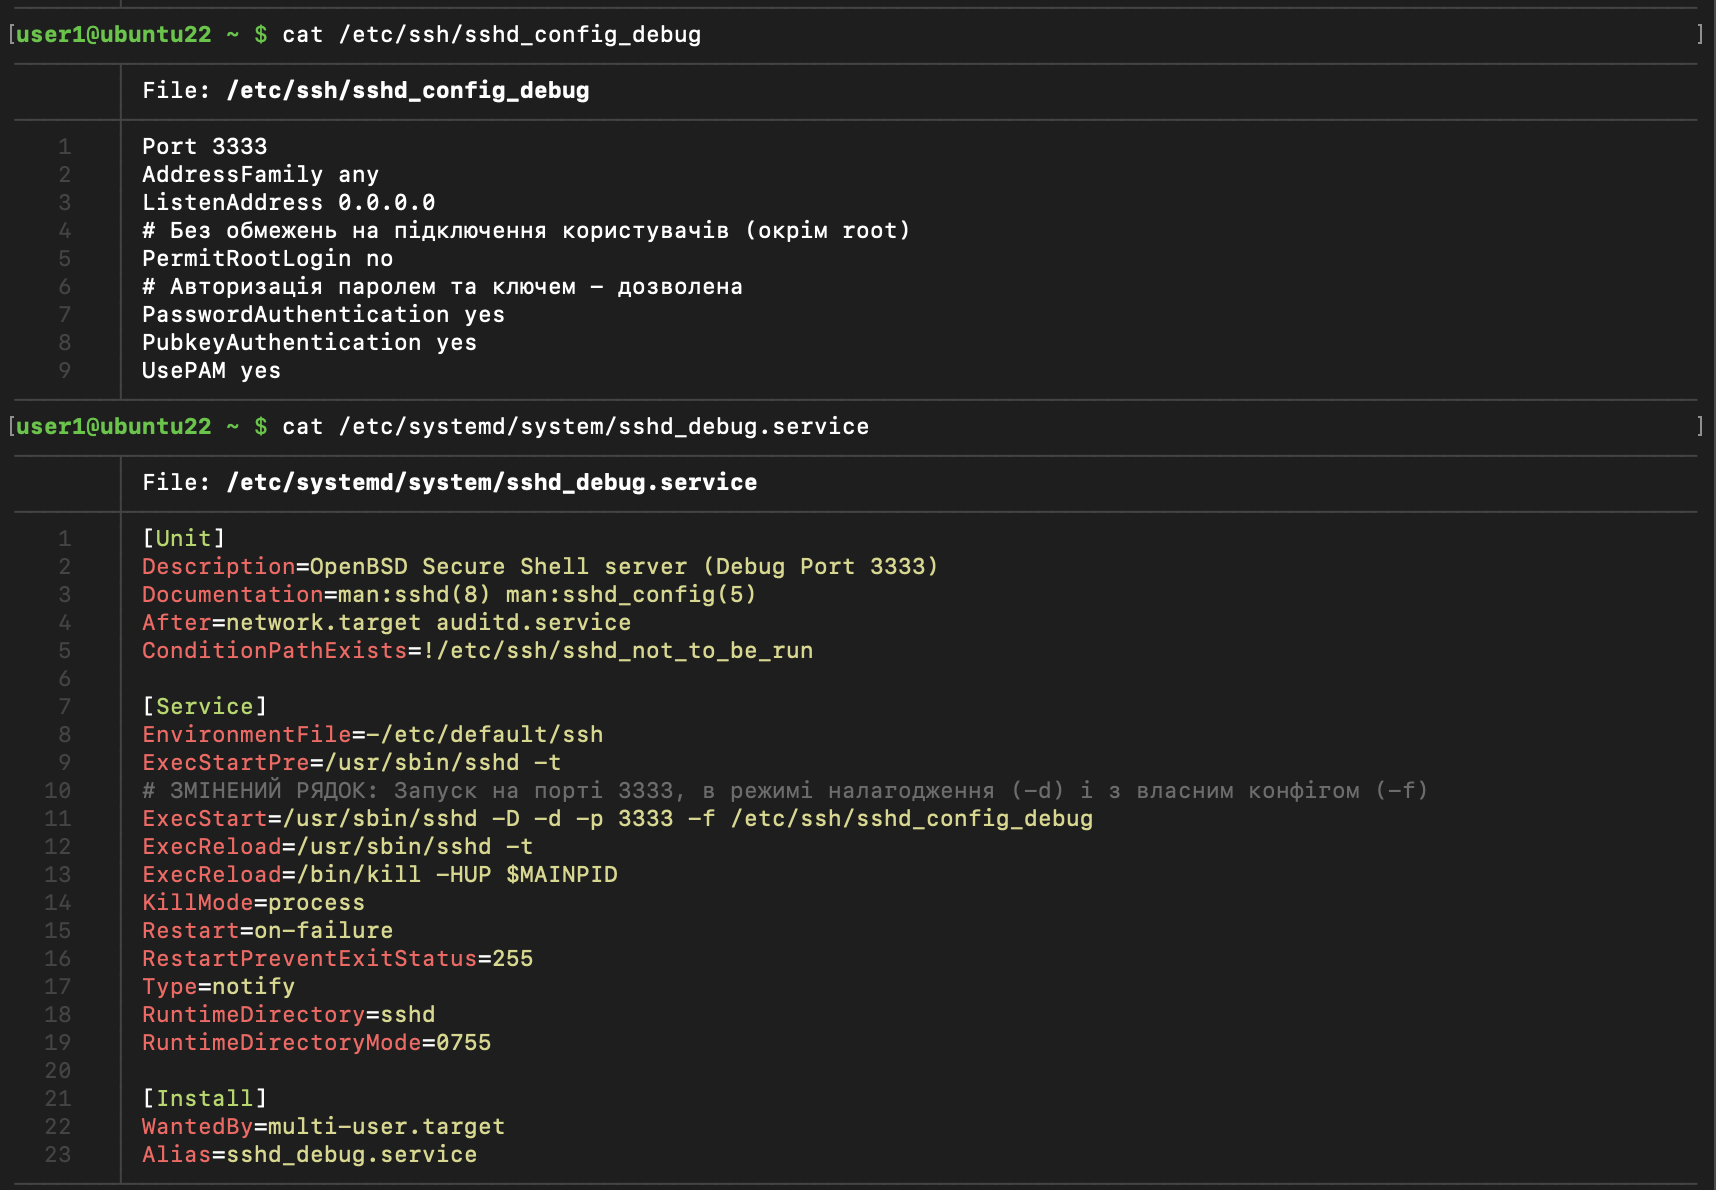 [user1@ubuntu22 ~ $ cat /etc/ssh/sshd_config_debug ]
File: /etc/ssh/sshd_config_debug
1 Port 3333
2 AddressFamily any
3 ListenAddress 0.0.0.0
4 # Без обмежень на підключення користувачів (окрім root)
5 PermitRootLogin no
6 # Авторизація паролем та ключем – дозволена
7 PasswordAuthentication yes
8 PubkeyAuthentication yes
9 UsePAM yes
[user1@ubuntu22 ~ $ cat /etc/systemd/system/sshd_debug.service ]
File: /etc/systemd/system/sshd_debug.service
1 [Unit]
2 Description=OpenBSD Secure Shell server (Debug Port 3333)
3 Documentation=man:sshd(8) man:sshd_config(5)
4 After=network.target auditd.service
5 ConditionPathExists=!/etc/ssh/sshd_not_to_be_run
6
7 [Service]
8 EnvironmentFile=-/etc/default/ssh
9 ExecStartPre=/usr/sbin/sshd -t
10 # ЗМІНЕНИЙ РЯДОК: Запуск на порті 3333, в режимі налагодження (-d) і з власним конфігом (-f)
11 ExecStart=/usr/sbin/sshd -D -d -p 3333 -f /etc/ssh/sshd_config_debug
12 ExecReload=/usr/sbin/sshd -t
13 ExecReload=/bin/kill -HUP $MAINPID
14 KillMode=process
15 Restart=on-failure
16 RestartPreventExitStatus=255
17 Type=notify
18 RuntimeDirectory=sshd
19 RuntimeDirectoryMode=0755
20
21 [Install]
22 WantedBy=multi-user.target
23 Alias=sshd_debug.service